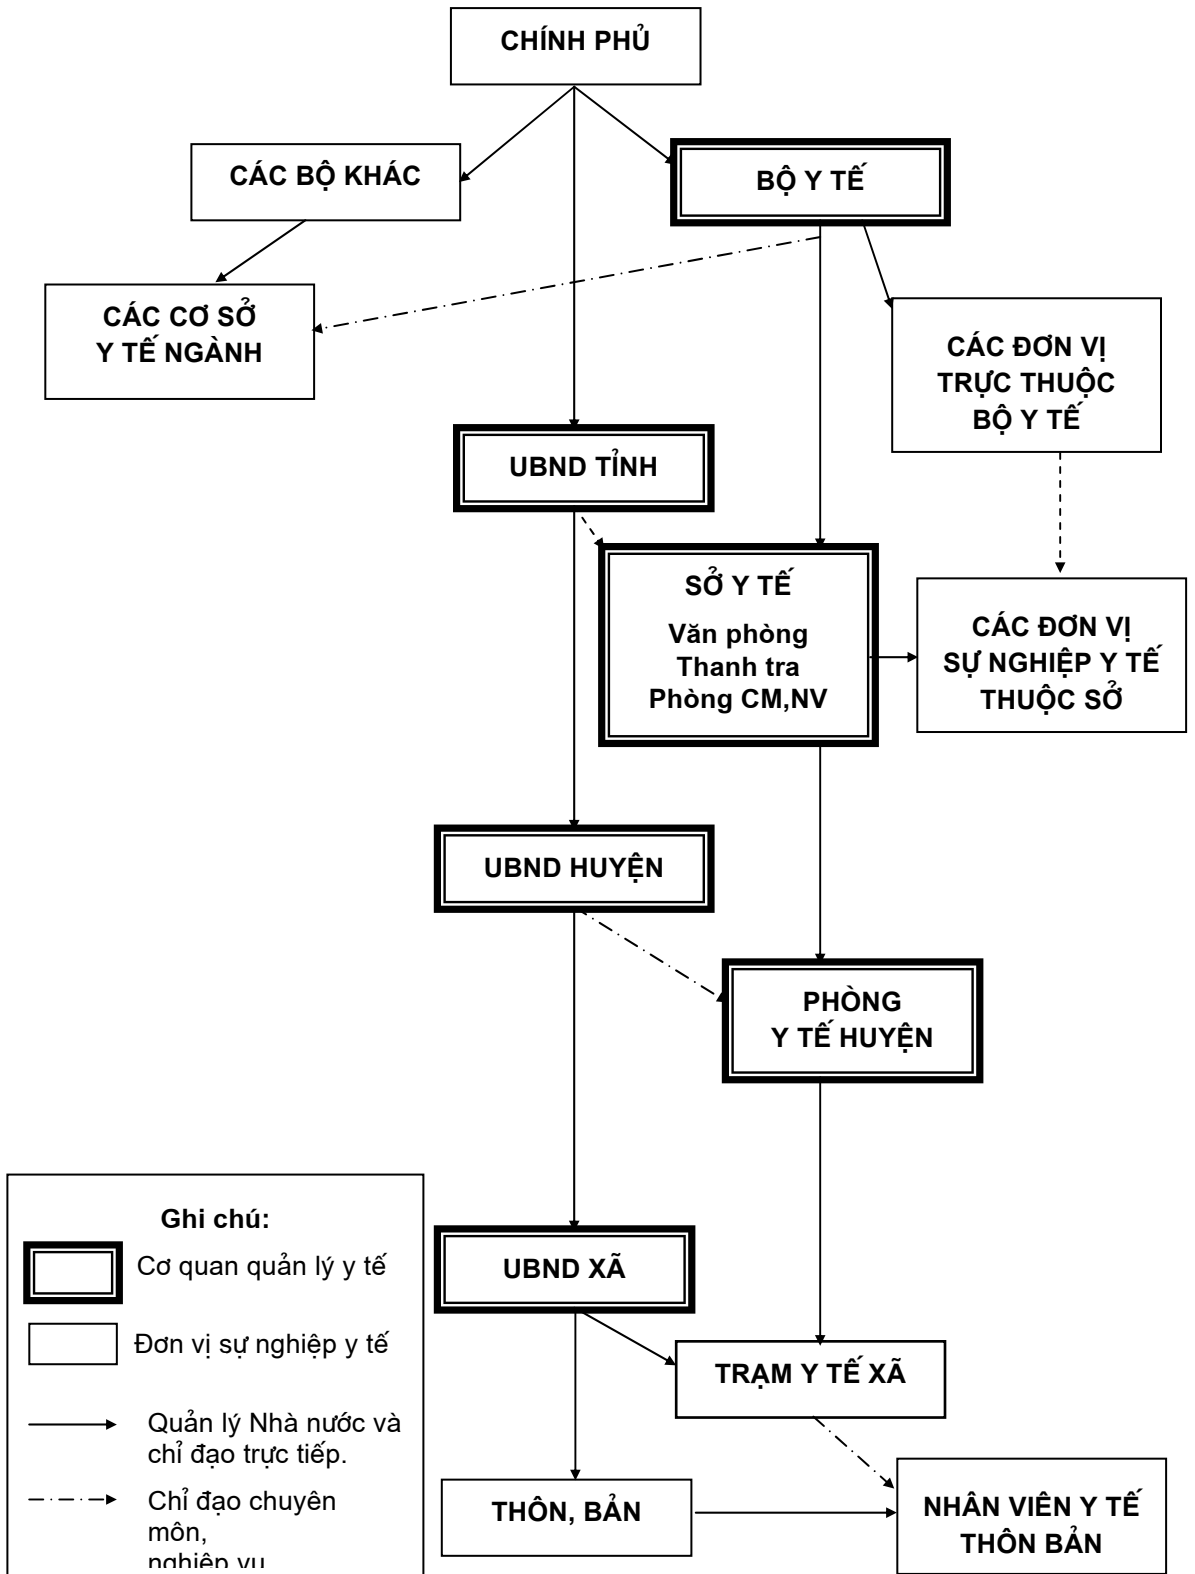 CHÍNH PHỦ
CÁC BỘ KHÁC
BỘ Y TẾ
CÁC CƠ SỞ
Y TẾ NGÀNH
CÁC ĐƠN VỊ
TRỰC THUỘC
BỘ Y TẾ
UBND TỈNH
SỞ Y TẾ
Văn phòng
Thanh tra
Phòng CM,NV
CÁC ĐƠN VỊ
SỰ NGHIỆP Y TẾ
THUỘC SỞ
UBND HUYỆN
PHÒNG
Y TẾ HUYỆN
UBND XÃ
TRẠM Y TẾ XÃ
THÔN, BẢN
NHÂN VIÊN Y TẾ
THÔN BẢN
Ghi chú:
Cơ quan quản lý y tế
Đơn vị sự nghiệp y tế
Quản lý Nhà nước và
chỉ đạo trực tiếp.
Chỉ đạo chuyên
môn,
nghiệp vụ